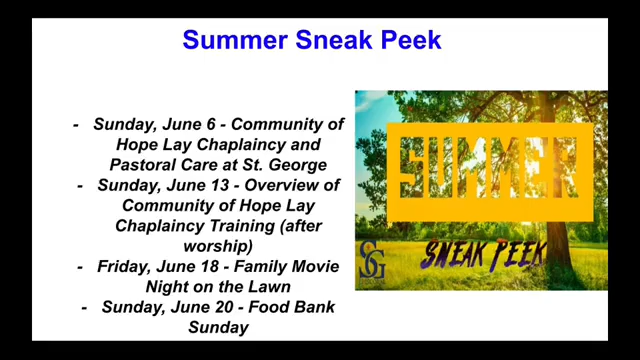 Summer Sneak Peek
- Sunday, June 6 - Community of
Hope Lay Chaplaincy and
Pastoral Care at St. George
- Sunday, June 13 - Overview of
Community of Hope Lay
Chaplaincy Training (after
worship)
- Friday, June 18 - Family Movie
Night on the Lawn
- Sunday, June 20 - Food Bank
Sunday
SUMMER
SNEAK PEEK
SG